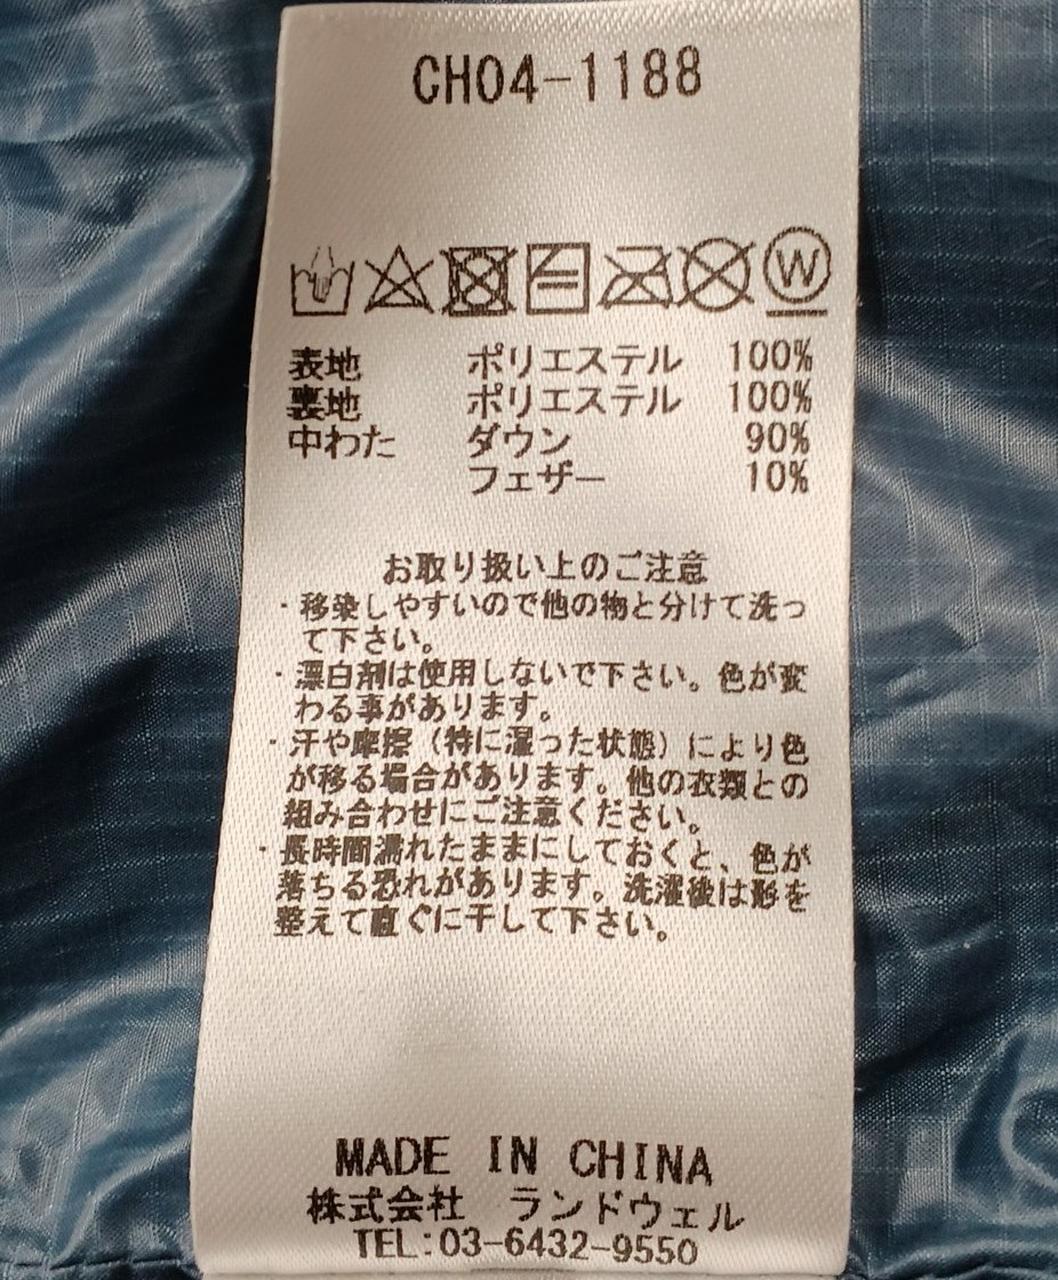 CH04-1188
W
表地 ポリエステル 100%
裏地 ポリエステル 100%
中わた ダウン 90%
フェザー 10%
お取り扱い上のご注意
・移染しやすいので他の物と分けて洗っ
て下さい。
・漂白剤は使用しないで下さい。色が変
わる事があります。
・汗や摩擦（特に湿った状態）により色
が移る場合があります。他の衣類との
組み合わせにご注意ください。
・長時間濡れたままにしておくと、色が
落ちる恐れがあります。洗濯後は形を
整えて直ぐに干して下さい。
MADE IN CHINA
株式会社 ランドウェル
TEL:03-6432-9550